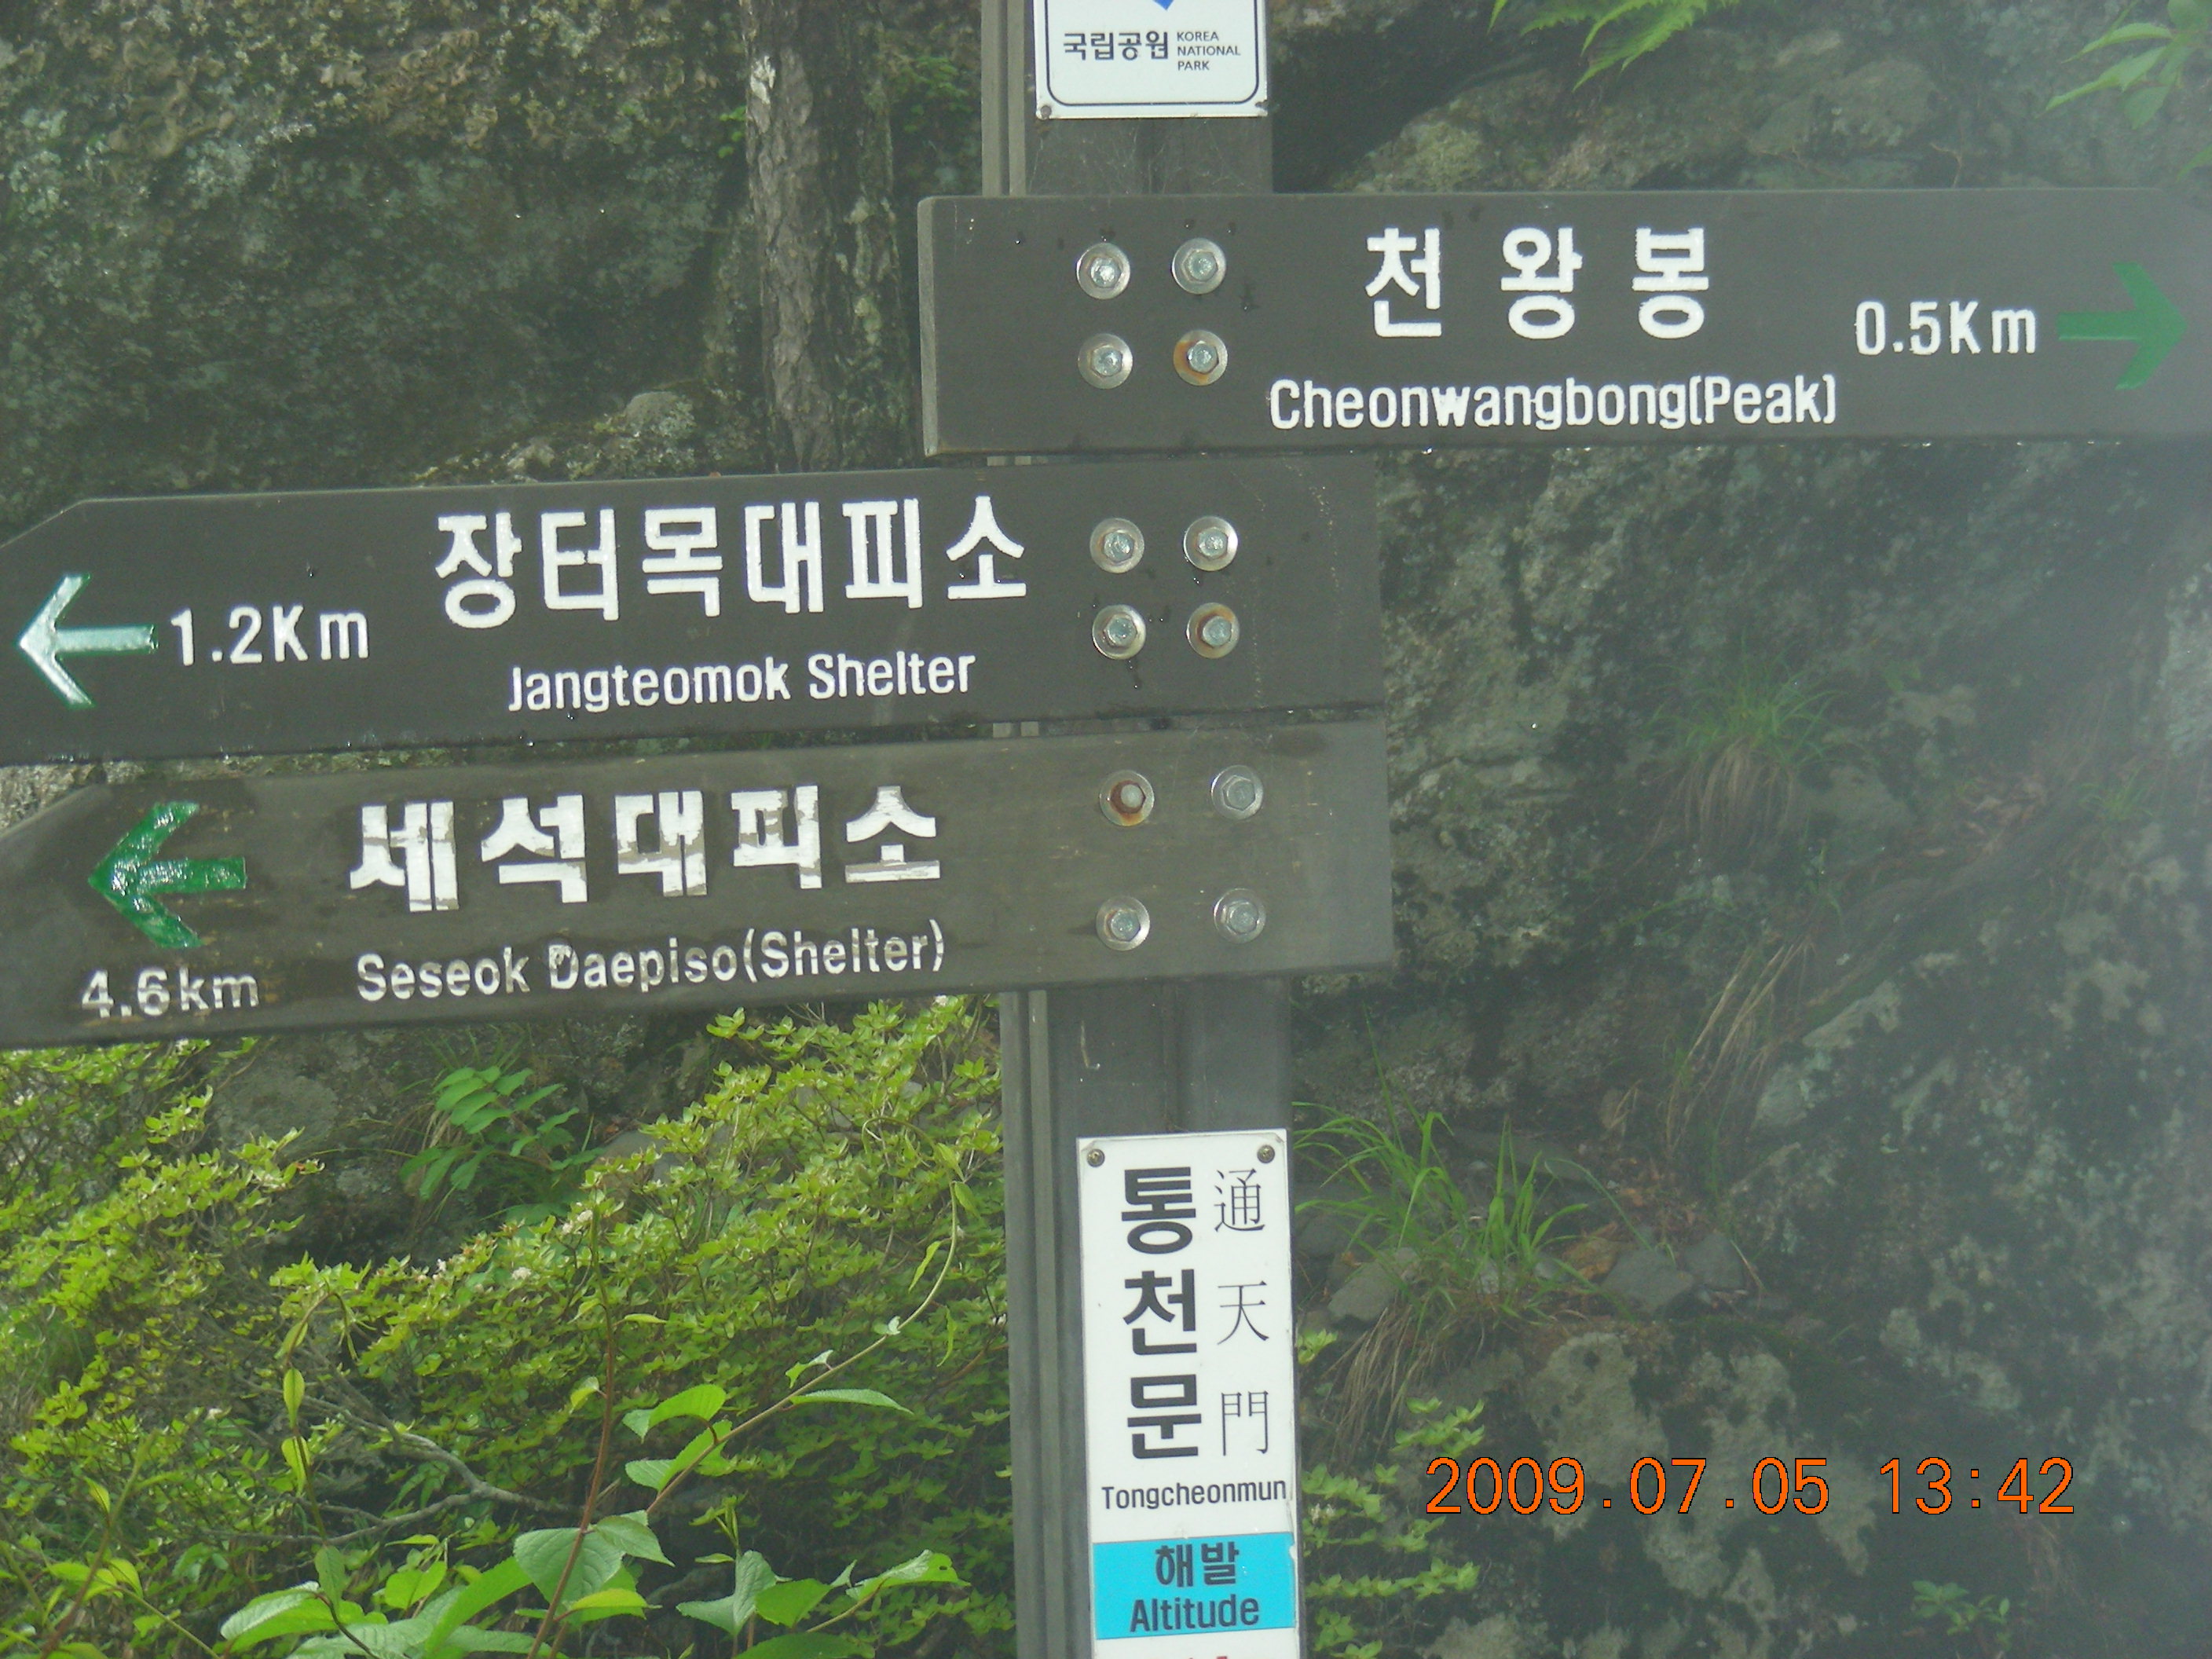 국립공원 KOREA
NATIONAL
PARK
천왕봉
0.5Km
Cheonwangbong(Peak)
장터목대피소
1.2Km
Jangteomok Shelter
세석대피소
4.6km
Seseok Daepiso(Shelter)
통천문
通天門
Tongcheonmun
해발
Altitude
2009.07.05 13:42